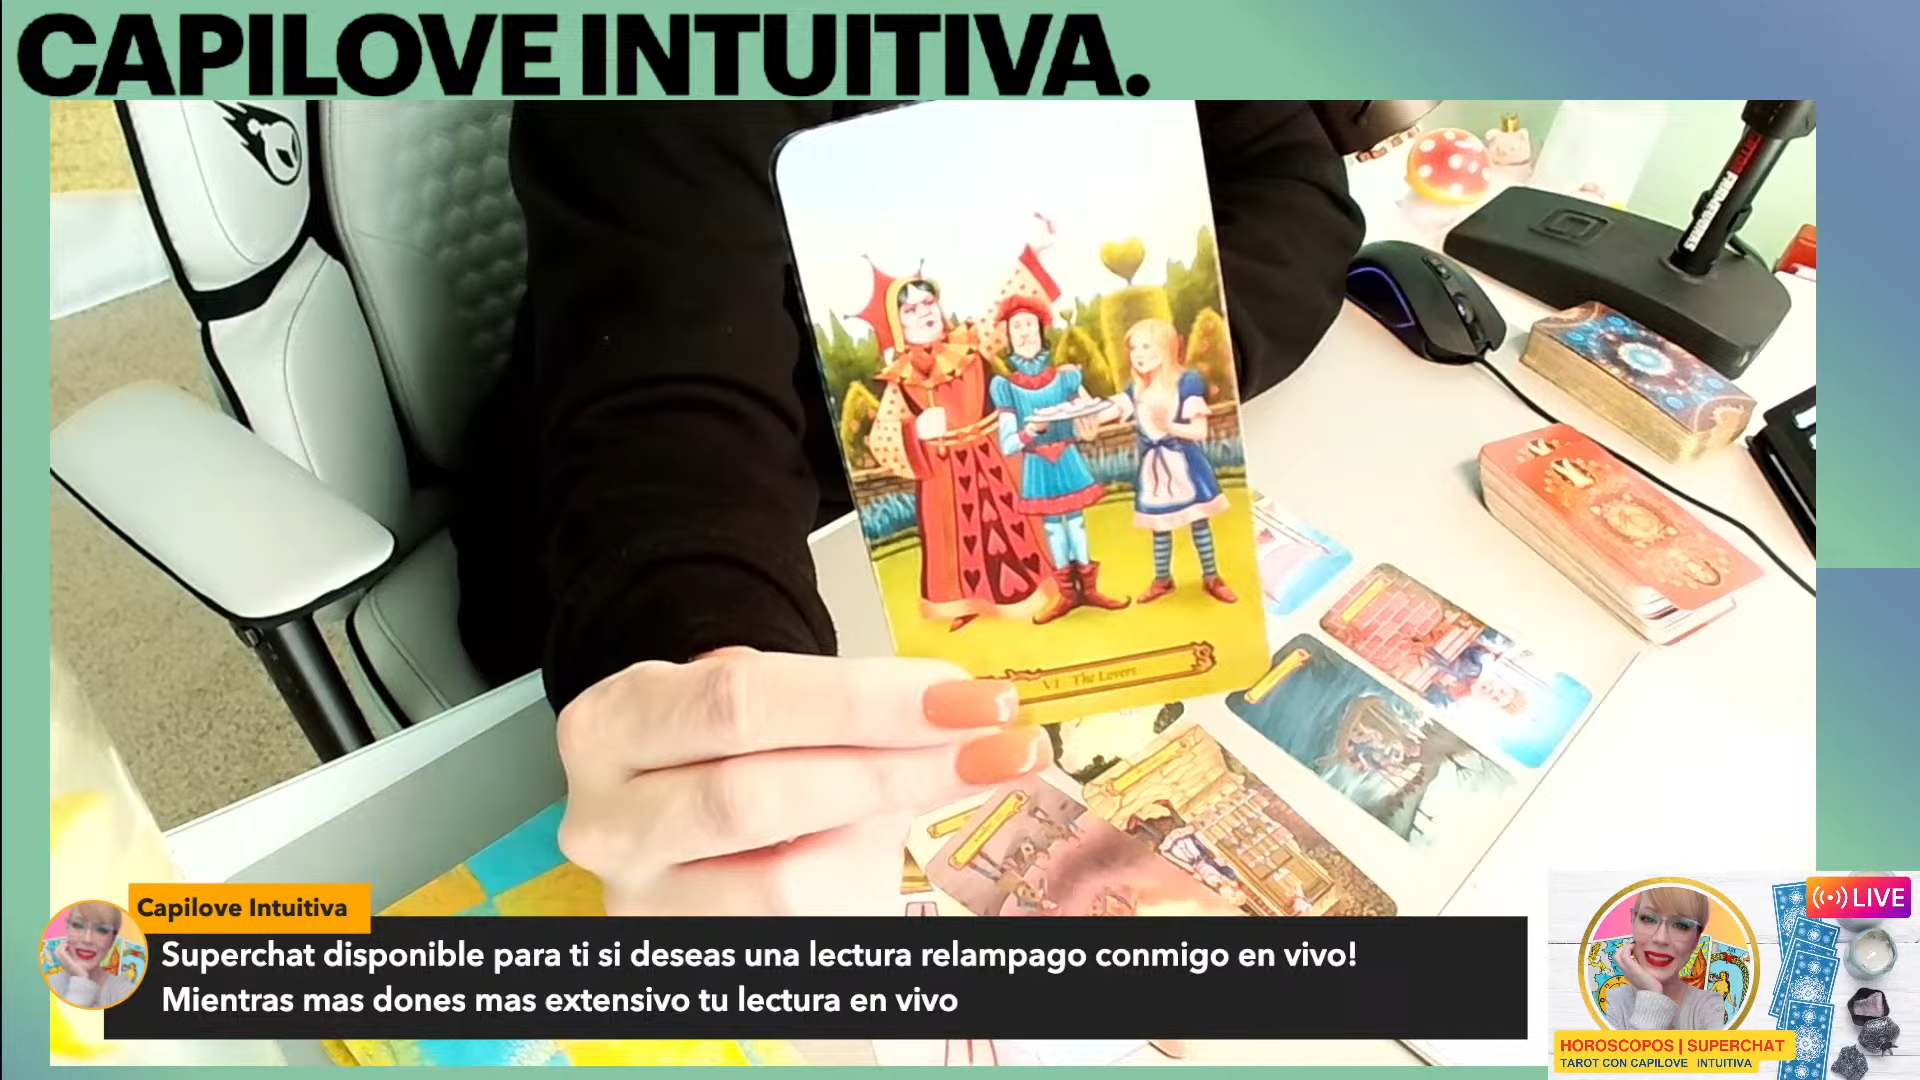 CAPILOVE INTUITIVA.
VI The Lovers
Capilove Intuitiva
Superchat disponible para ti si deseas una lectura relampago conmigo en vivo!
Mientras mas dones mas extensivo tu lectura en vivo
LIVE
HOROSCOPOS | SUPERCHAT
TAROT CON CAPILOVE INTUITIVA